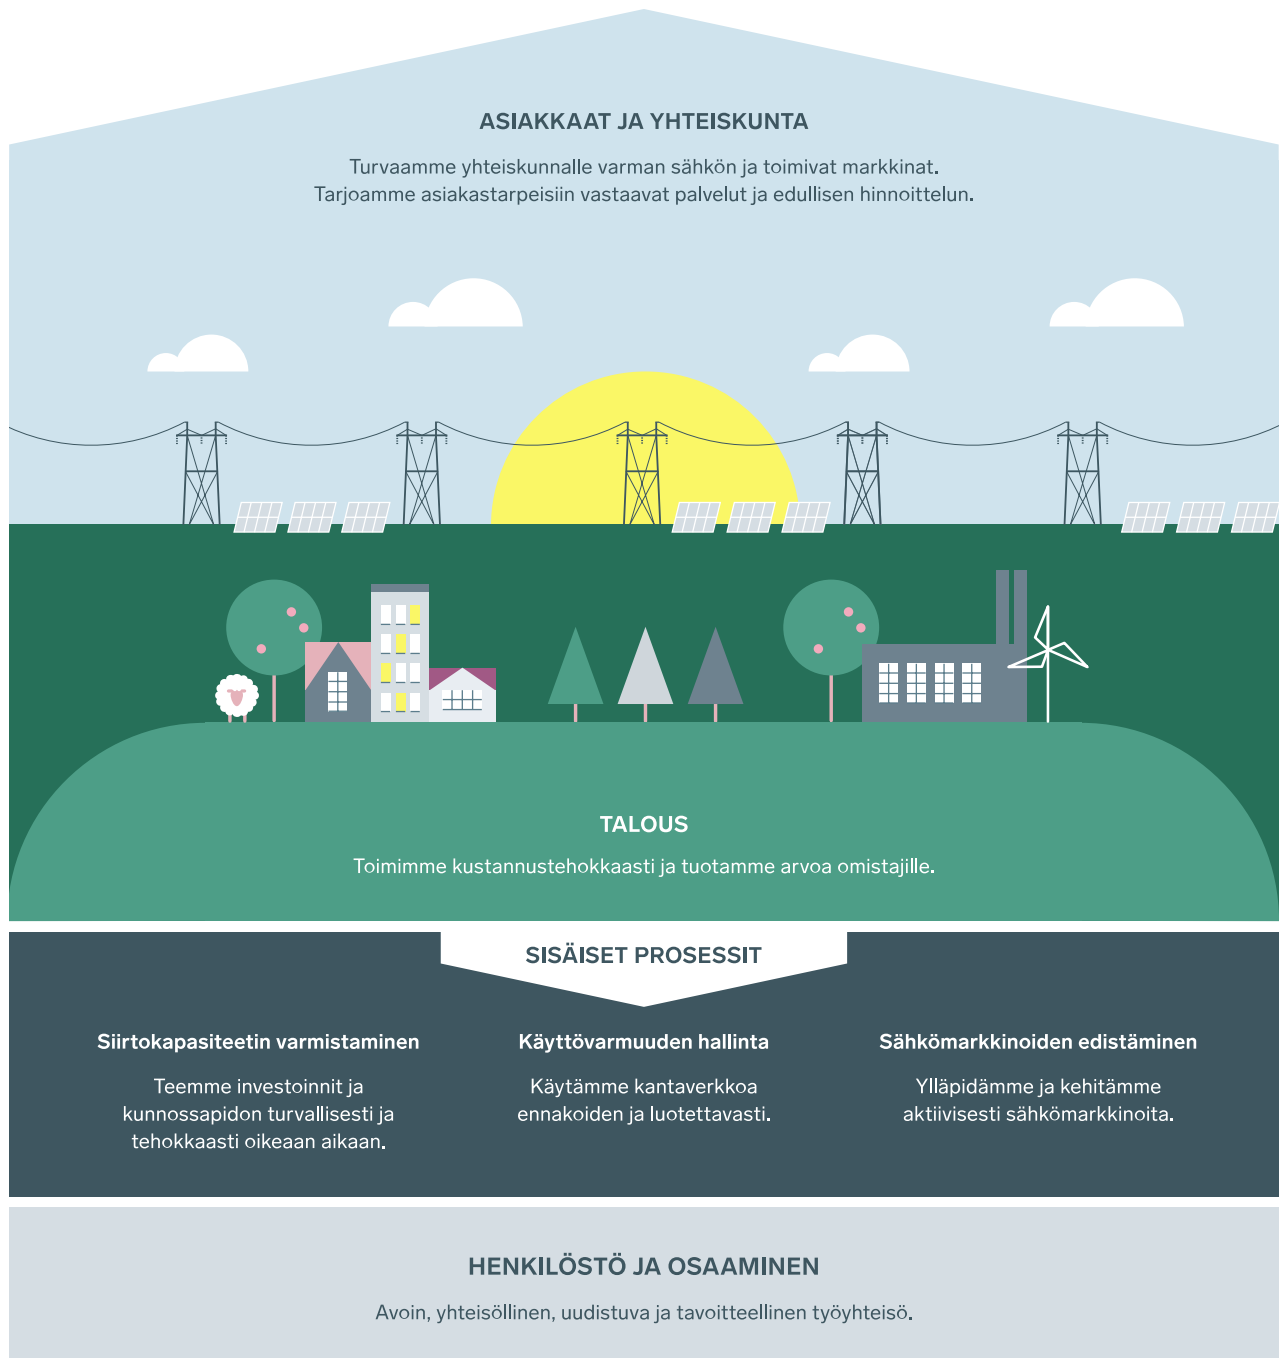 ASIAKKAAT JA YHTEISKUNTA
Turvaamme yhteiskunnalle varman sähkön ja toimivat markkinat.
Tarjoamme asiakastarpeisiin vastaavat palvelut ja edullisen hinnoittelun.
TALOUS
Toimimme kustannustehokkaasti ja tuotamme arvoa omistajille.
SISÄISET PROSESSIT
Siirtokapasiteetin varmistaminen
Teemme investoinnit ja
kunnossapidon turvallisesti ja
tehokkaasti oikeaan aikaan.
Käyttövarmuuden hallinta
Käytämme kantaverkkoa
ennakoiden ja luotettavasti.
Sähkömarkkinoiden edistäminen
Ylläpidämme ja kehitämme
aktiivisesti sähkömarkkinoita.
HENKILÖSTÖ JA OSAAMINEN
Avoin, yhteisöllinen, uudistuva ja tavoitteellinen työyhteisö.